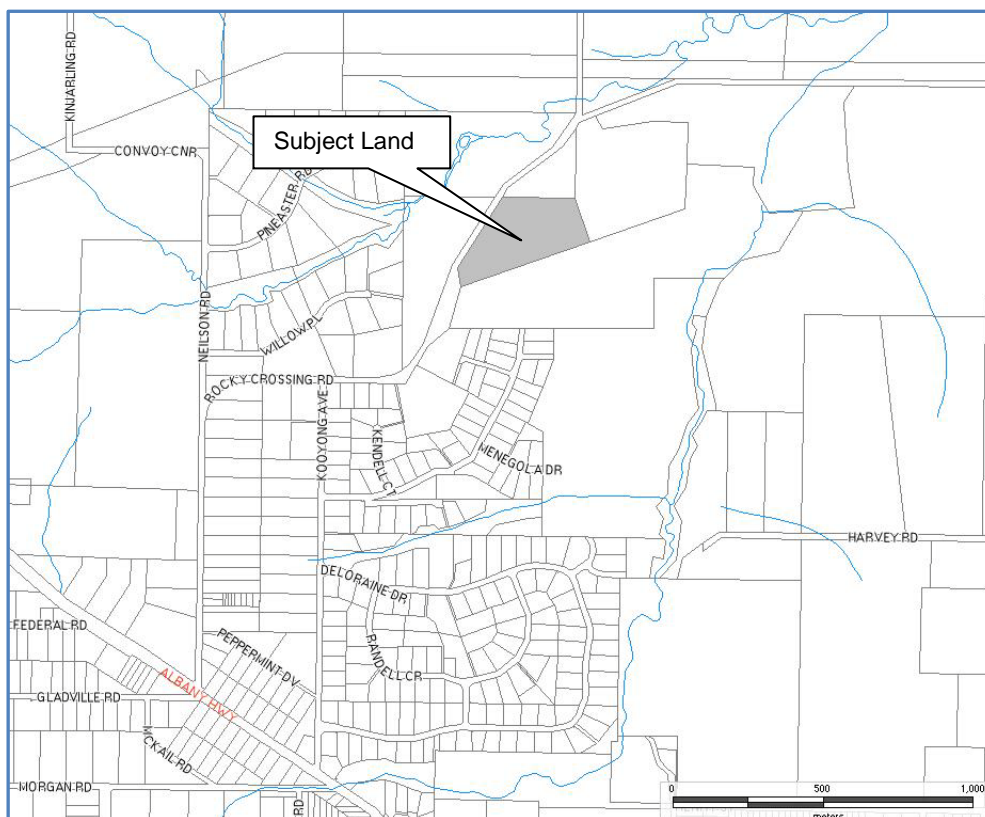 KINJARLING RD
CONVOY CNR
Subject Land
PINEASTER RD
NEILSON RD
WILLOW PL
ROCKY CROSSING RD
KOOYONG AVE
KENDELL CT
MENEGOLA DR
HARVEY RD
DELORAINE DR
FEDERAL RD
PEPPERMINT DV
RANDELL CR
ALBANY HWY
GLADVILLE RD
MCKAIL RD
MORGAN RD
RD
0 500 1,000
meters